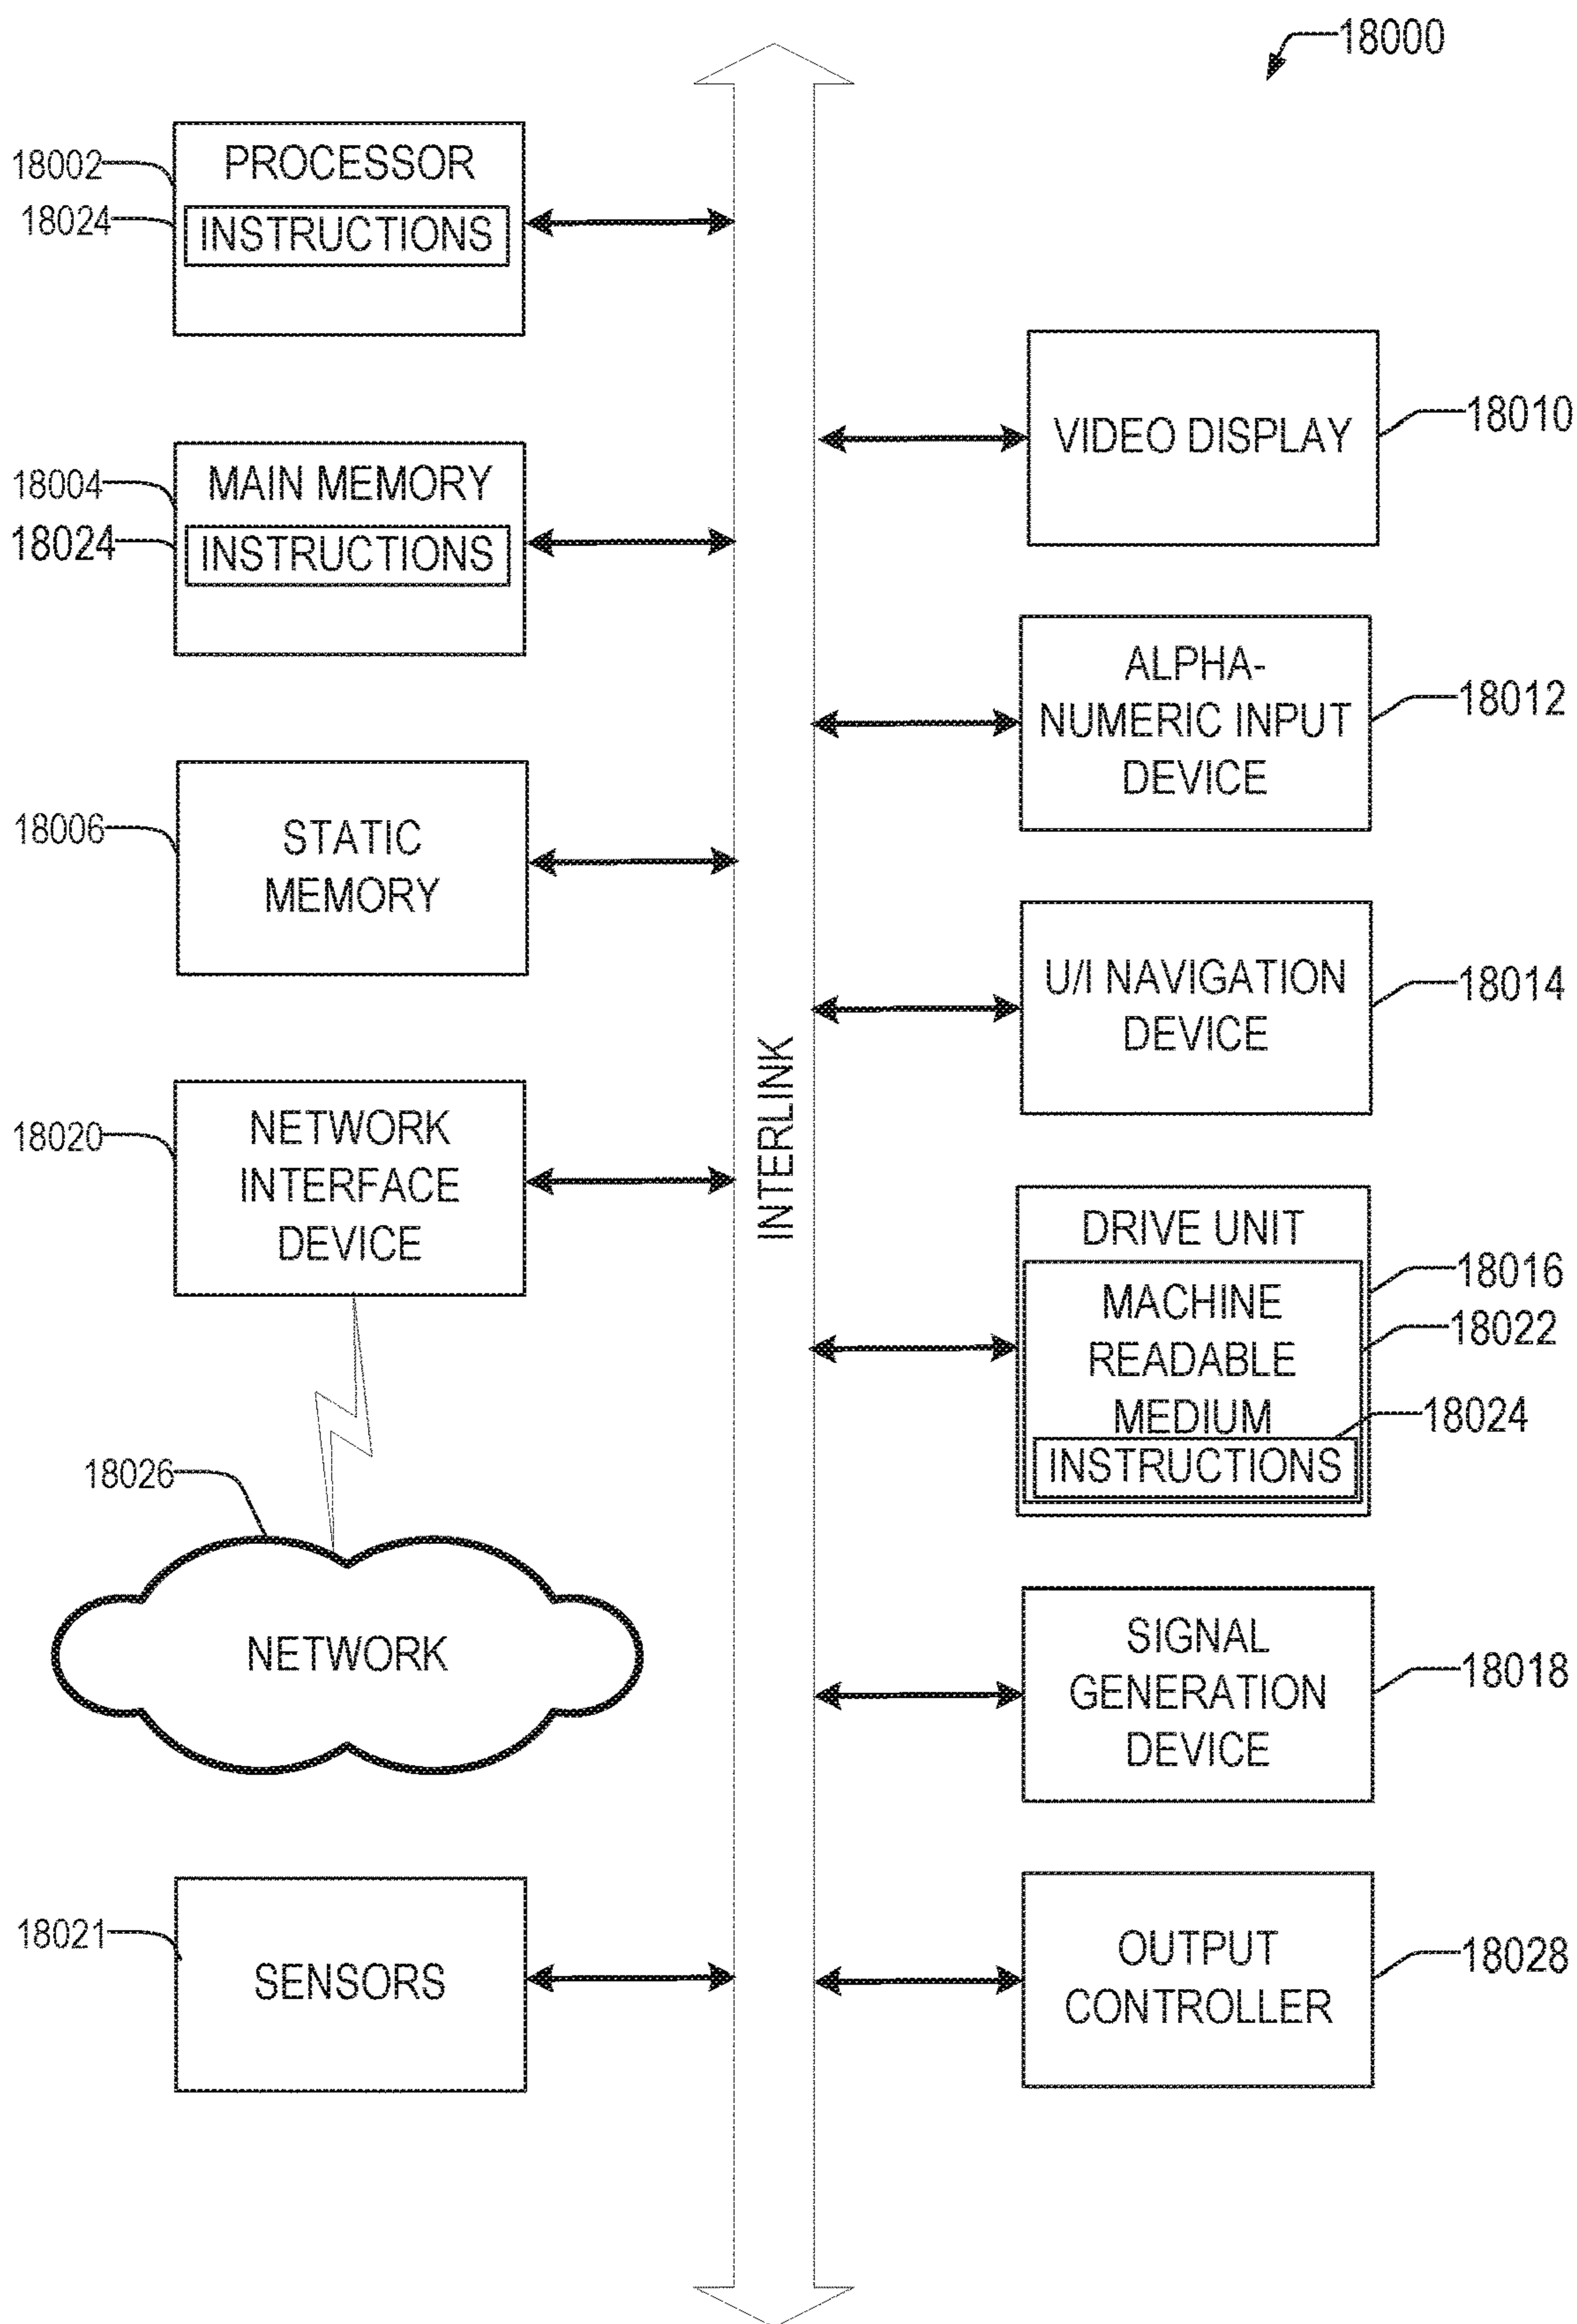 18000
18002
PROCESSOR
18024
INSTRUCTIONS
18004
MAIN MEMORY
18024
INSTRUCTIONS
18006
STATIC
MEMORY
18020
NETWORK
INTERFACE
DEVICE
18026
NETWORK
18021
SENSORS
INTERLINK
VIDEO DISPLAY
18010
ALPHA-
NUMERIC INPUT
DEVICE
18012
U/I NAVIGATION
DEVICE
18014
DRIVE UNIT
18016
MACHINE
READABLE
MEDIUM
18022
18024
INSTRUCTIONS
SIGNAL
GENERATION
DEVICE
18018
OUTPUT
CONTROLLER
18028